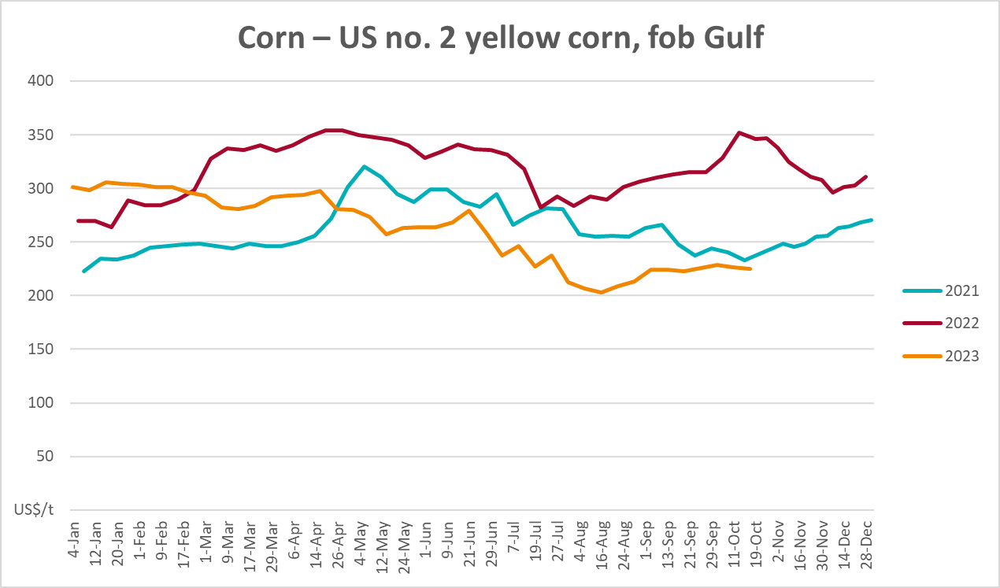 Corn – US no. 2 yellow corn, fob Gulf
400
350
300
250
200
150
100
50
US$/t
2021
2022
2023
4-Jan
12-Jan
20-Jan
1-Feb
9-Feb
17-Feb
1-Mar
9-Mar
17-Mar
29-Mar
6-Apr
14-Apr
26-Apr
4-May
12-May
24-May
1-Jun
9-Jun
21-Jun
29-Jun
7-Jul
19-Jul
27-Jul
4-Aug
16-Aug
24-Aug
1-Sep
13-Sep
21-Sep
29-Sep
11-Oct
19-Oct
2-Nov
16-Nov
30-Nov
14-Dec
28-Dec